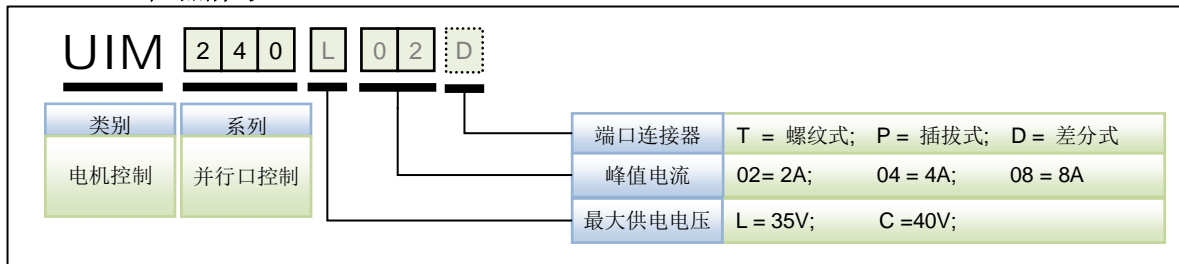 UIM 2 4 0 L 0 2 D
类别 系列
电机控制 并行口控制
端口连接器 T = 螺纹式; P = 插拔式; D = 差分式
峰值电流 02= 2A; 04 = 4A; 08 = 8A
最大供电电压 L = 35V; C =40V;